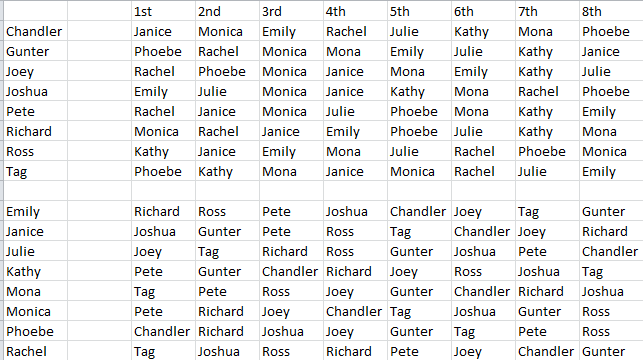 1st 2nd 3rd 4th 5th 6th 7th 8th
Chandler Janice Monica Emily Rachel Julie Kathy Mona Phoebe
Gunter Phoebe Rachel Monica Mona Emily Julie Kathy Janice
Joey Rachel Phoebe Monica Janice Mona Emily Kathy Julie
Joshua Emily Julie Monica Janice Kathy Mona Rachel Phoebe
Pete Rachel Janice Monica Julie Phoebe Mona Kathy Emily
Richard Monica Rachel Janice Emily Phoebe Julie Kathy Mona
Ross Kathy Janice Emily Mona Julie Rachel Phoebe Monica
Tag Phoebe Kathy Mona Janice Monica Rachel Julie Emily
Emily Richard Ross Pete Joshua Chandler Joey Tag Gunter
Janice Joshua Gunter Pete Ross Tag Chandler Joey Richard
Julie Joey Tag Richard Ross Gunter Joshua Pete Chandler
Kathy Pete Gunter Chandler Richard Joey Ross Joshua Tag
Mona Tag Pete Ross Joey Gunter Chandler Richard Joshua
Monica Pete Richard Joey Chandler Tag Joshua Gunter Ross
Phoebe Chandler Richard Joshua Joey Gunter Tag Pete Ross
Rachel Tag Joshua Ross Richard Pete Joey Chandler Gunter